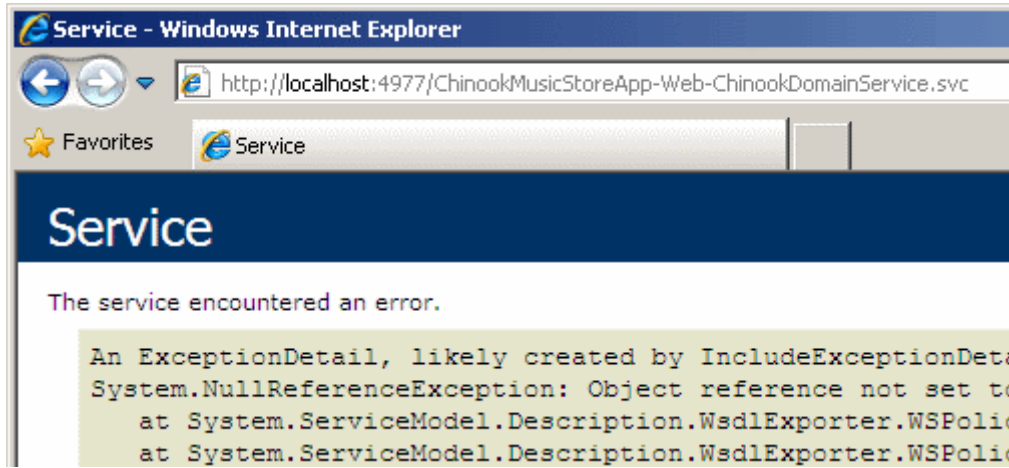 Service - Windows Internet Explorer
http://localhost:4977/ChinookMusicStoreApp-Web-ChinookDomainService.svc
Favorites
Service
Service
The service encountered an error.
An ExceptionDetail, likely created by IncludeExceptionDeta
System.NullReferenceException: Object reference not set to
at System.ServiceModel.Description.WsdlExporter.WSPolic
at System.ServiceModel.Description.WsdlExporter.WSPolic